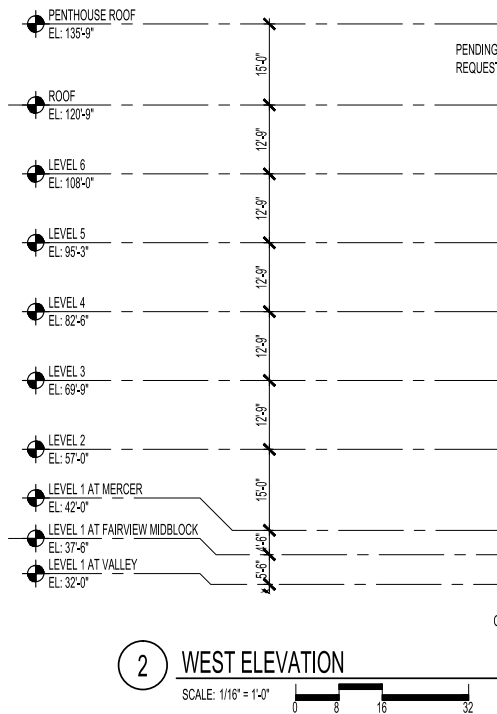 PENTHOUSE ROOF
EL: 135'-9"
PENDING
REQUEST
15'-0"
ROOF
EL: 120'-9"
12'-9"
LEVEL 6
EL: 108'-0"
12'-9"
LEVEL 5
EL: 95'-3"
12'-9"
LEVEL 4
EL: 82'-6"
12'-9"
LEVEL 3
EL: 69'-9"
12'-9"
LEVEL 2
EL: 57'-0"
15'-0"
LEVEL 1 AT MERCER
EL: 42'-0"
4'-6"
LEVEL 1 AT FAIRVIEW MIDBLOCK
EL: 37'-6"
5'-6"
LEVEL 1 AT VALLEY
EL: 32'-0"
2
WEST ELEVATION
SCALE: 1/16" = 1'-0"
0 8 16 32